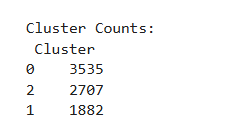 Cluster Counts:
Cluster
0    3535
2    2707
1    1882